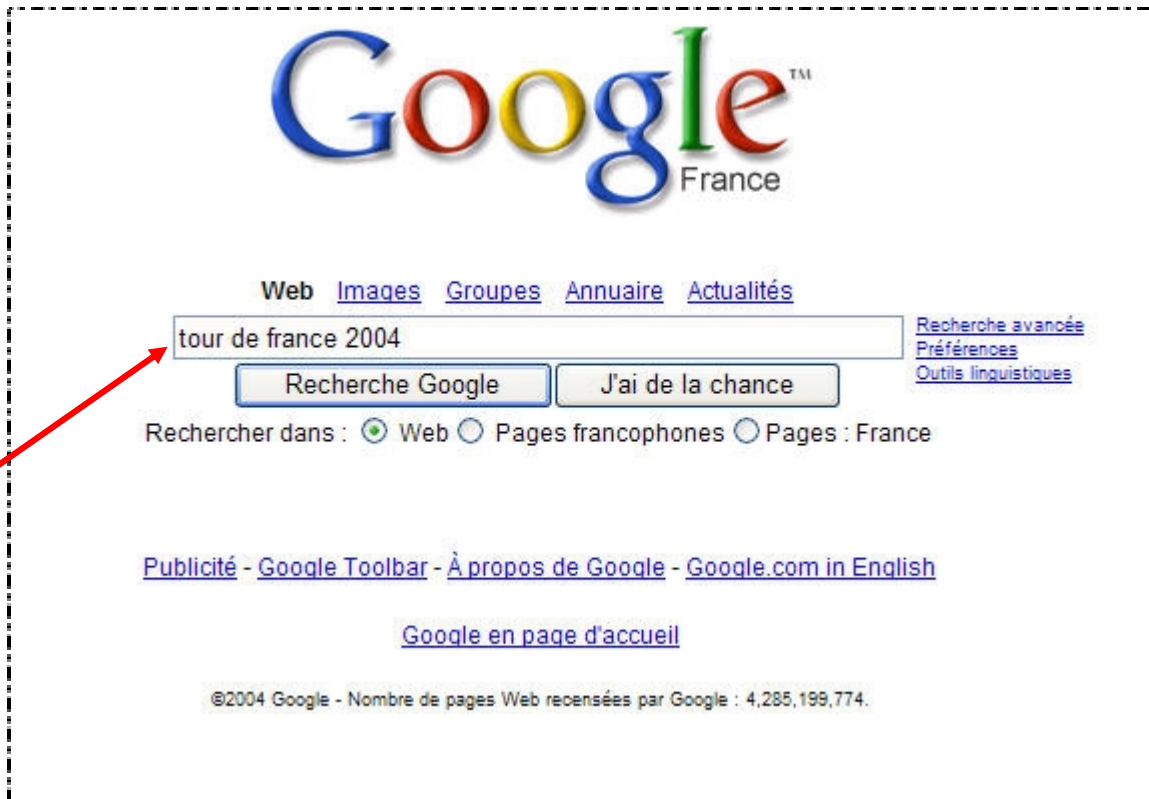 Google™
France
Web Images Groupes Annuaire Actualités
tour de france 2004
Recherche avancée
Préférences
Outils linguistiques
Recherche Google J'ai de la chance
Rechercher dans : Web Pages francophones Pages : France
Publicité - Google Toolbar - À propos de Google - Google.com in English
Google en page d'accueil
©2004 Google - Nombre de pages Web recensées par Google : 4,285,199,774.